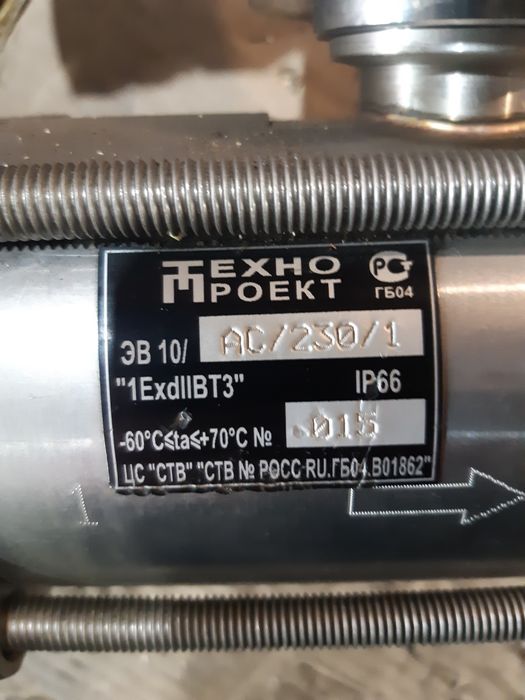 ТЕХНО
ПРОЕКТ
РСТ
ГБ04
ЭВ 10/ AC/230/1
"1ExdIIBT3" IP66
-60°C≤ta≤+70°C № 015
ЦС "СТВ" "СТВ № РОСС RU.ГБ04.В01862"